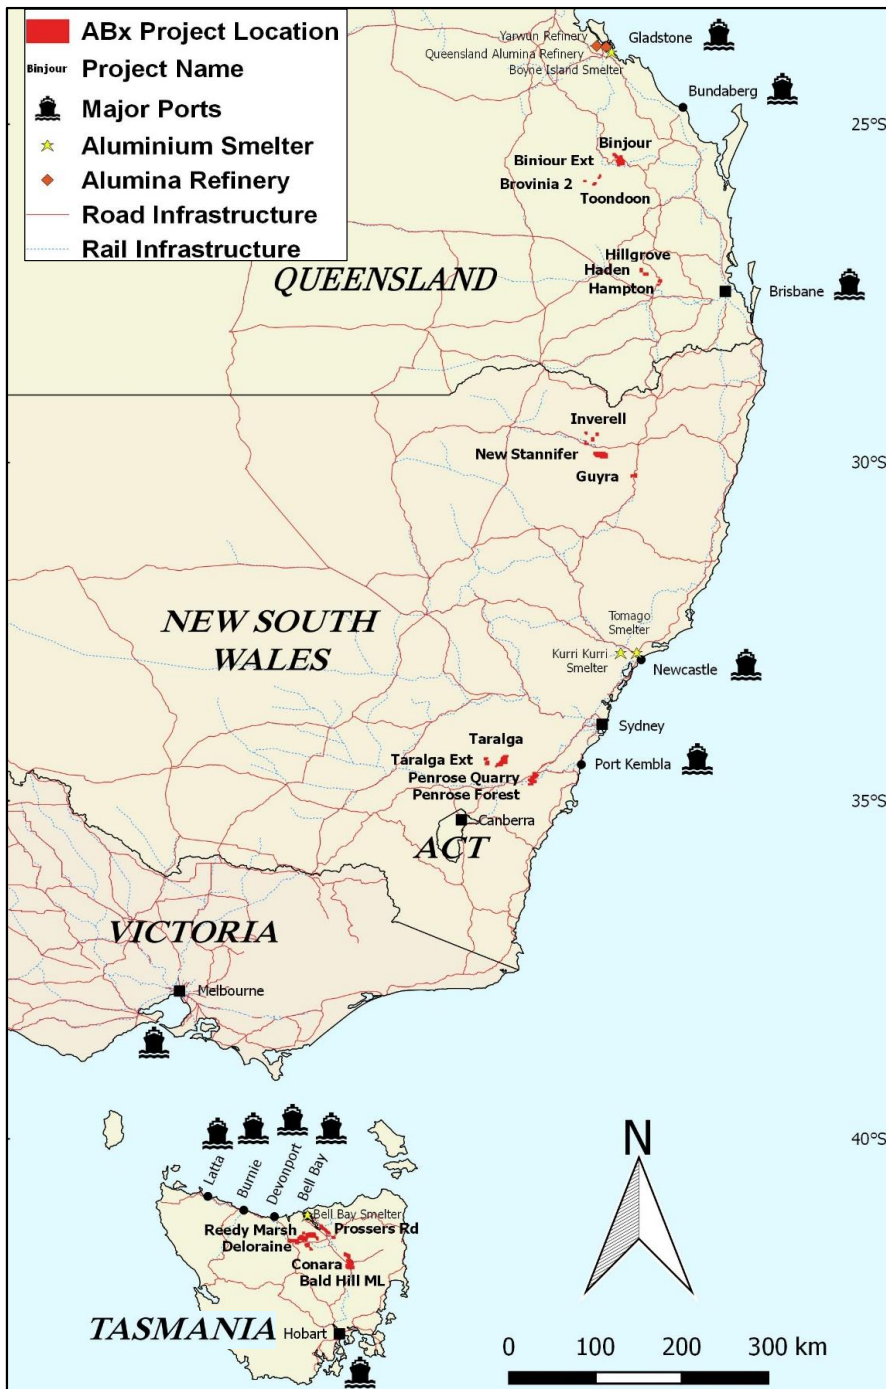 ABx Project Location
Binjour Project Name
Major Ports
Aluminium Smelter
Alumina Refinery
Road Infrastructure
Rail Infrastructure
Yarwun Refinery
Gladstone
Queensland Alumina Refinery
Boyne Island Smelter
Bundaberg
25°S
Binjour
Binjour Ext
Brovinia 2
Toondoon
QUEENSLAND
Hillgrove
Haden
Hampton
Brisbane
Inverell
New Stannifer
30°S
Guyra
NEW SOUTH
WALES
Tomago
Smelter
Kurri Kurri
Smelter
Newcastle
Sydney
Taralga
Taralga Ext
Port Kembla
Penrose Quarry
Penrose Forest
35°S
Canberra
ACT
VICTORIA
Melbourne
40°S
N
Latta
Burnie
Devonport
Bell Bay
Bell Bay Smelter
Reedy Marsh
Prossers Rd
Deloraine
Conara
Bald Hill ML
TASMANIA
Hobart
0 100 200 300 km